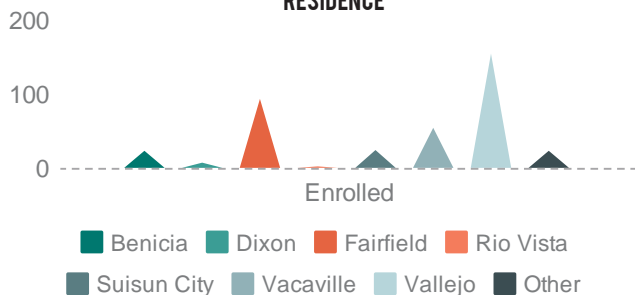 RESIDENCE
200
100
0
Enrolled
Benicia Dixon Fairfield Rio Vista
Suisun City Vacaville Vallejo Other